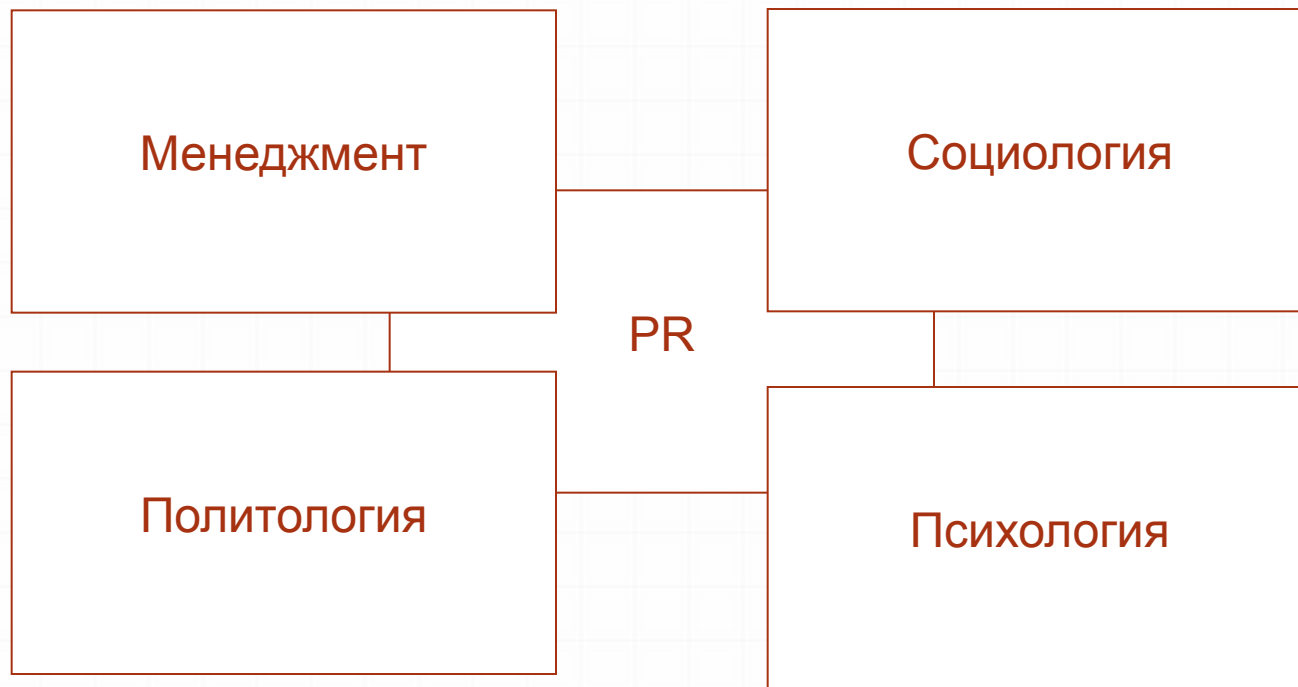 Менеджмент
Социология
PR
Политология
Психология